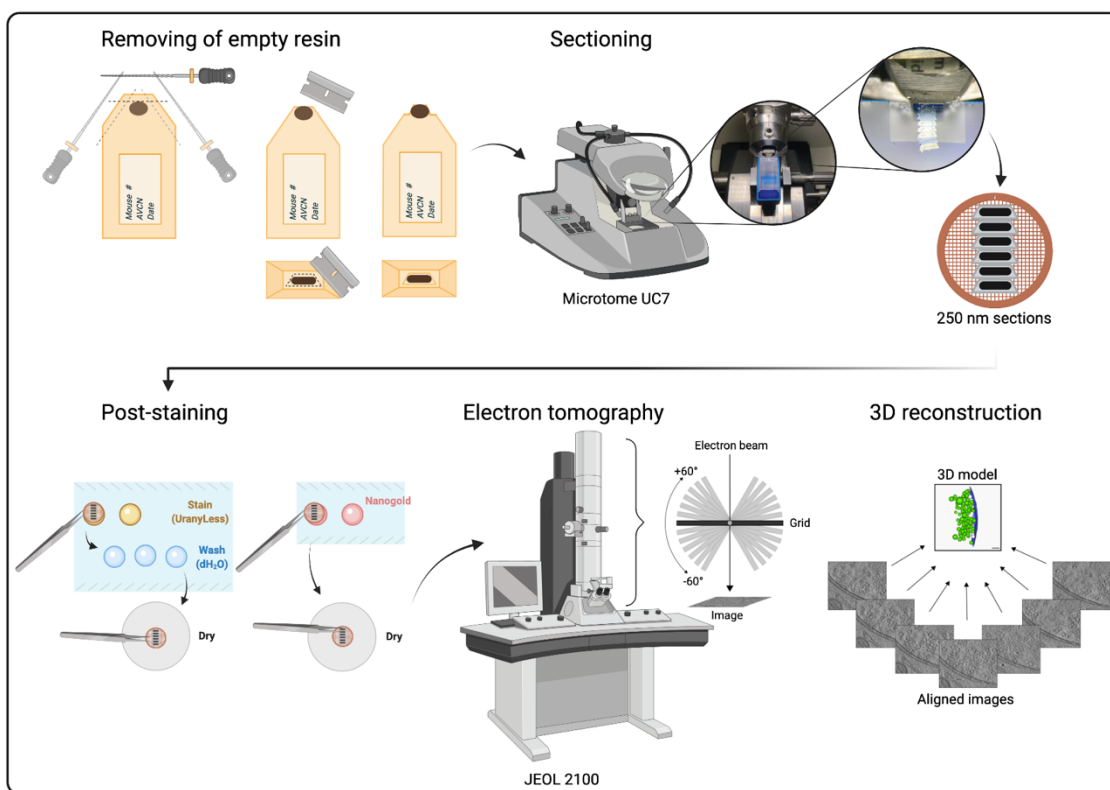 Removing of empty resin
Sectioning
Mouse #
AVCN
Date
Mouse #
AVCN
Date
Mouse #
AVCN
Date
Microtome UC7
250 nm sections
Post-staining
Electron tomography
3D reconstruction
Stain
(UranyLess)
Wash
(dH₂O)
Dry
Nanogold
Dry
Electron beam
+60°
Grid
-60°
Image
JEOL 2100
3D model
Aligned images